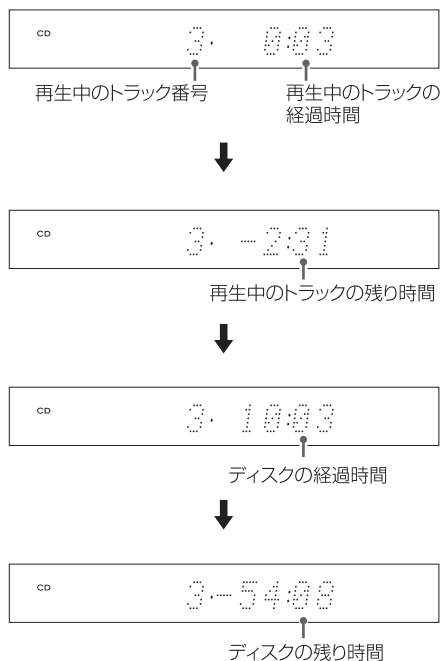 CD 3. 0:03
再生中のトラック番号
再生中のトラックの
経過時間
CD 3. -2:31
再生中のトラックの残り時間
CD 3. 10:03
ディスクの経過時間
CD 3.-54:08
ディスクの残り時間